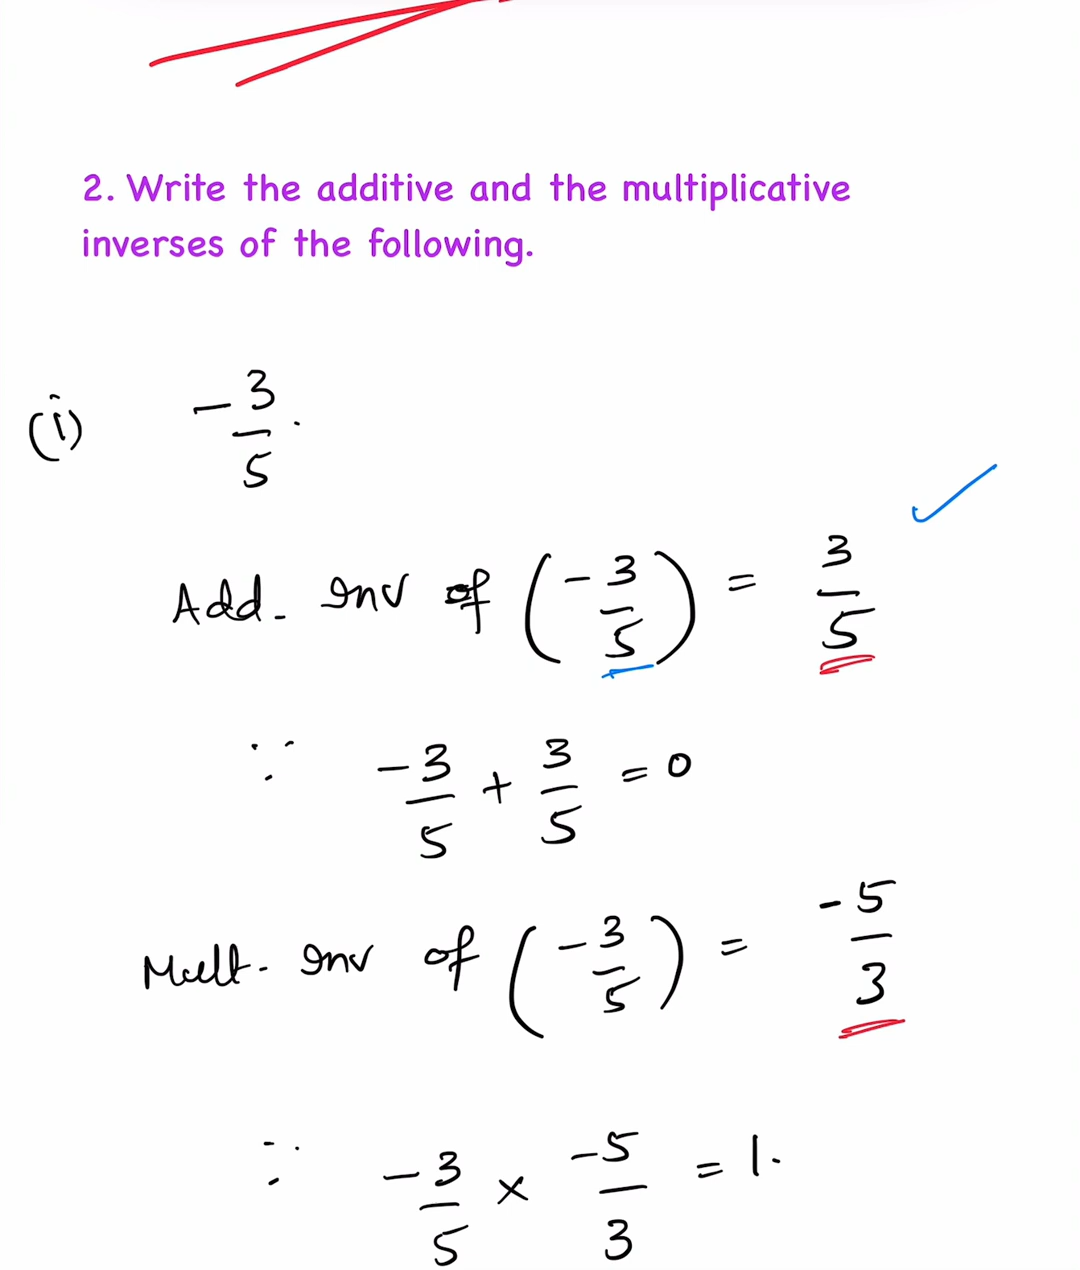 2. Write the additive and the multiplicative
inverses of the following.
(i) -3/5.
Add. Inv of (-3/5) = 3/5
∵ -3/5 + 3/5 = 0
Mult. Inv of (-3/5) = -5/3
∵ -3/5 × -5/3 = 1.